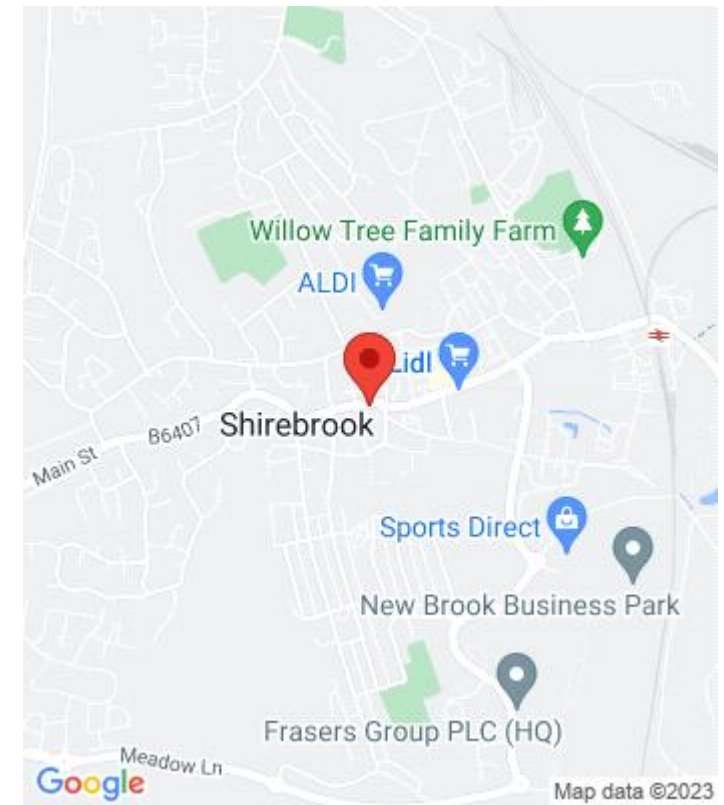 Willow Tree Family Farm
ALDI
Lidl
Shirebrook
B6407
Main St
Sports Direct
New Brook Business Park
Frasers Group PLC (HQ)
Meadow Ln
Google
Map data ©2023